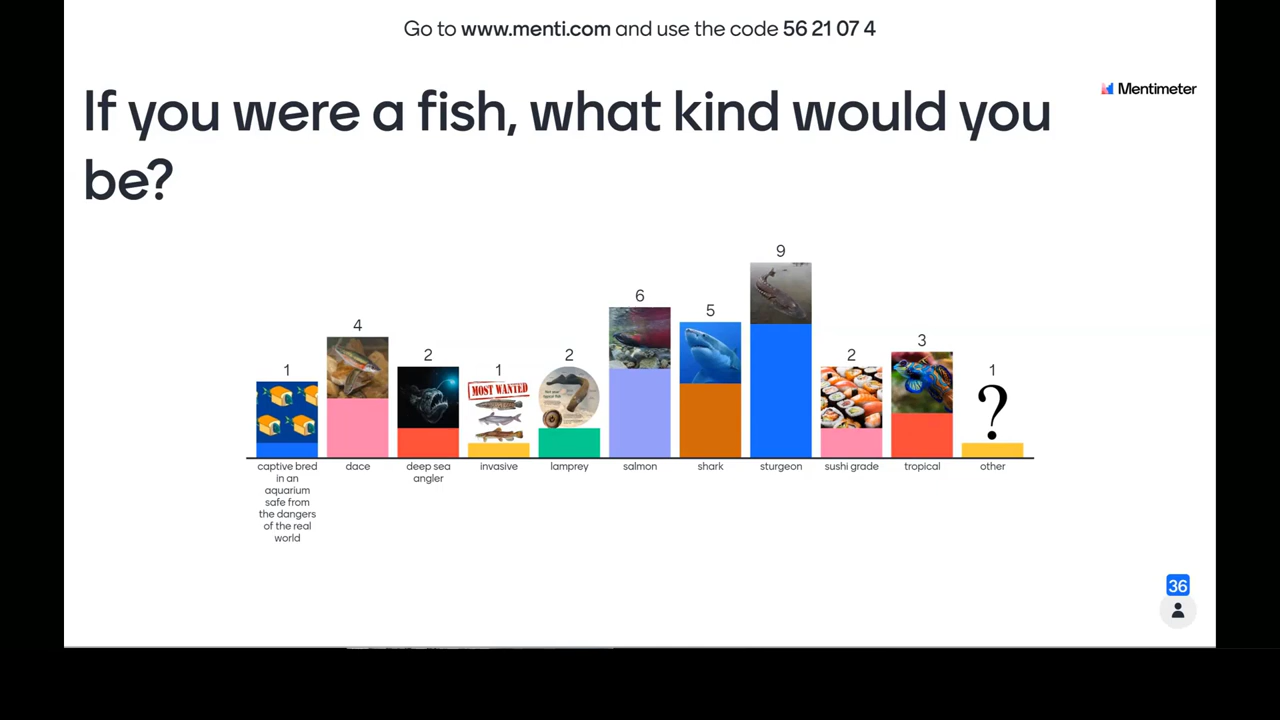 Go to www.menti.com and use the code 56 21 07 4
Mentimeter
If you were a fish, what kind would you
be?
9
6
5
4
3
2
2
2
1
1
1
MOST WANTED
?
captive bred
in an
aquarium
safe from
the dangers
of the real
world
dace
deep sea
angler
invasive
lamprey
salmon
shark
sturgeon
sushi grade
tropical
other
36